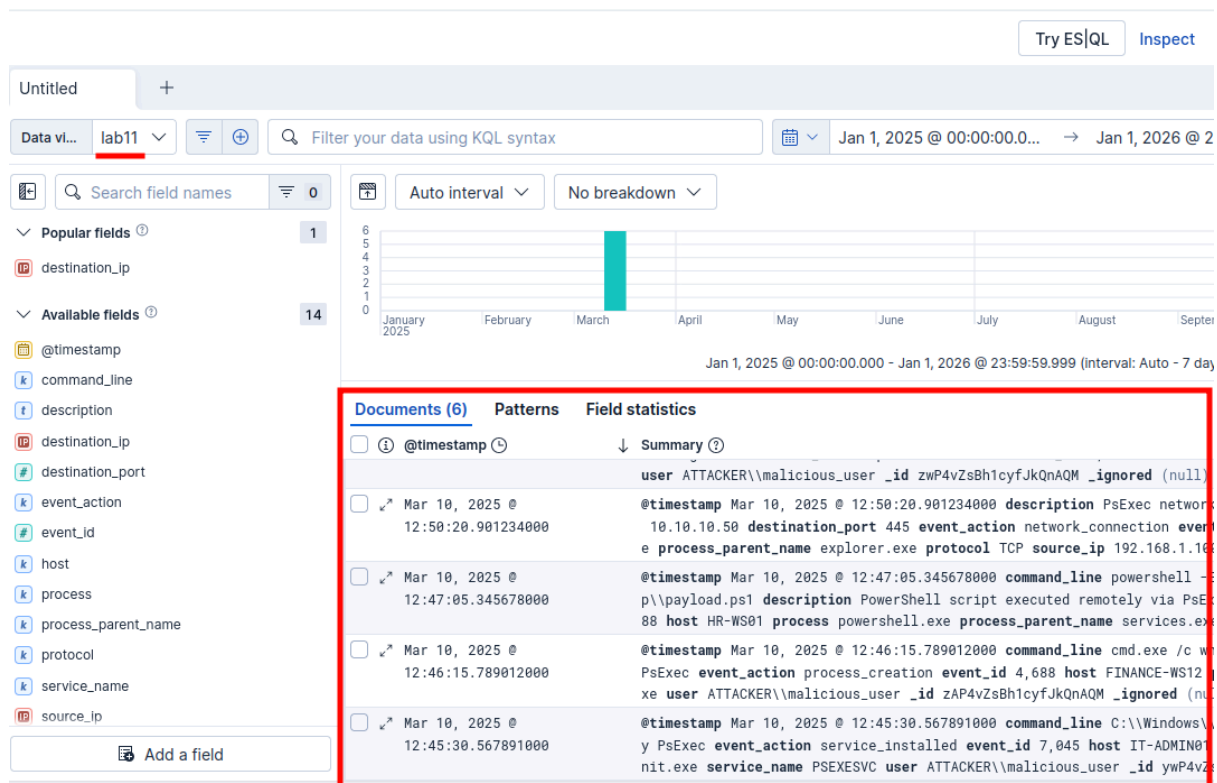 Try ES|QL Inspect
Untitled
Data vi... lab11 Filter your data using KQL syntax Jan 1, 2025 @ 00:00:00.0... → Jan 1, 2026 @ 2
Search field names 0 Auto interval No breakdown
Popular fields 1
destination_ip
Available fields 14
@timestamp
command_line
description
destination_ip
destination_port
event_action
event_id
host
process
process_parent_name
protocol
service_name
source_ip
Add a field
6
5
4
3
2
1
0
January February March April May June July August Septer
2025
Jan 1, 2025 @ 00:00:00.000 - Jan 1, 2026 @ 23:59:59.999 (interval: Auto - 7 day
Documents (6) Patterns Field statistics
@timestamp Summary
user ATTACKER\\malicious_user _id zwP4vZsBh1cyfJkQnAQM _ignored (null)
Mar 10, 2025 @ @timestamp Mar 10, 2025 @ 12:50:20.901234000 description PsExec network
12:50:20.901234000 10.10.10.50 destination_port 445 event_action network_connection even
e process_parent_name explorer.exe protocol TCP source_ip 192.168.1.10
Mar 10, 2025 @ @timestamp Mar 10, 2025 @ 12:47:05.345678000 command_line powershell -E
12:47:05.345678000 p\\payload.ps1 description PowerShell script executed remotely via PsE
88 host HR-WS01 process powershell.exe process_parent_name services.ex
Mar 10, 2025 @ @timestamp Mar 10, 2025 @ 12:46:15.789012000 command_line cmd.exe /c wh
12:46:15.789012000 PsExec event_action process_creation event_id 4,688 host FINANCE-WS12
xe user ATTACKER\\malicious_user _id zAP4vZsBh1cyfJkQnAQM _ignored (nu
Mar 10, 2025 @ @timestamp Mar 10, 2025 @ 12:45:30.567891000 command_line C:\\Windows\\
12:45:30.567891000 y PsExec event_action service_installed event_id 7,045 host IT-ADMIN01
nit.exe service_name PSEXESVC user ATTACKER\\malicious_user _id ywP4vZs